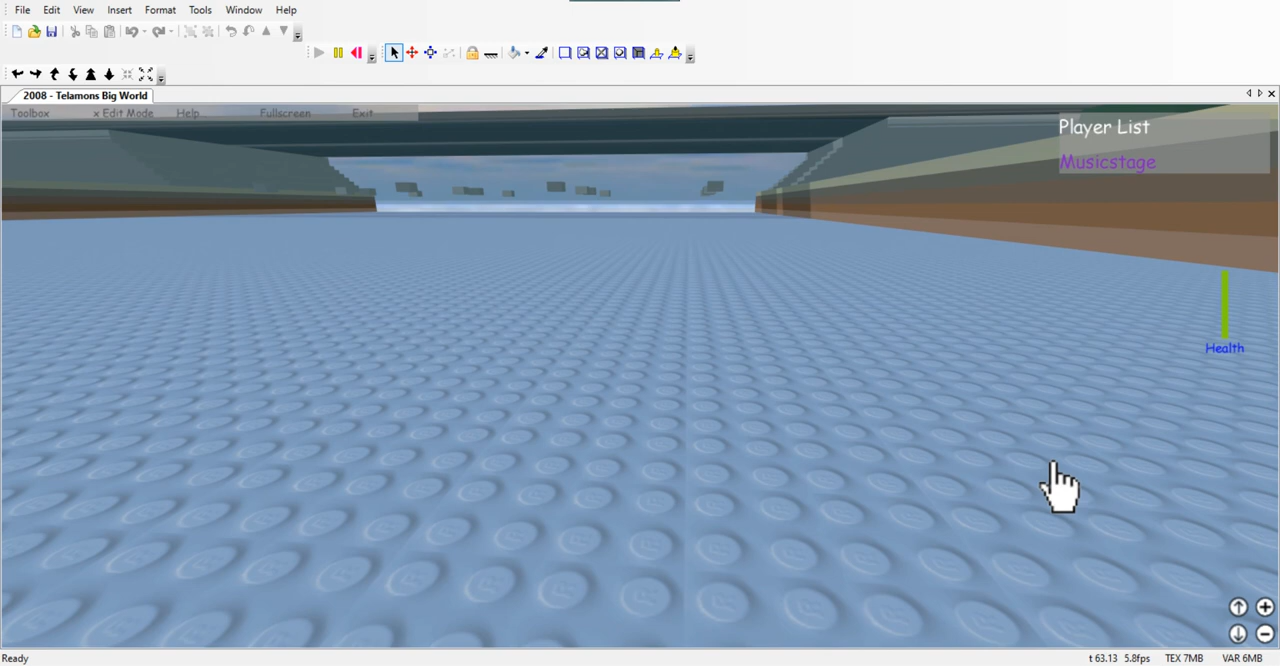 File Edit View Insert Format Tools Window Help
2008 - Telamons Big World
Toolbox x Edit Mode Help... Fullscreen Exit
Player List
Musicstage
Health
Ready t 63.13 5.8fps TEX 7MB VAR 6MB